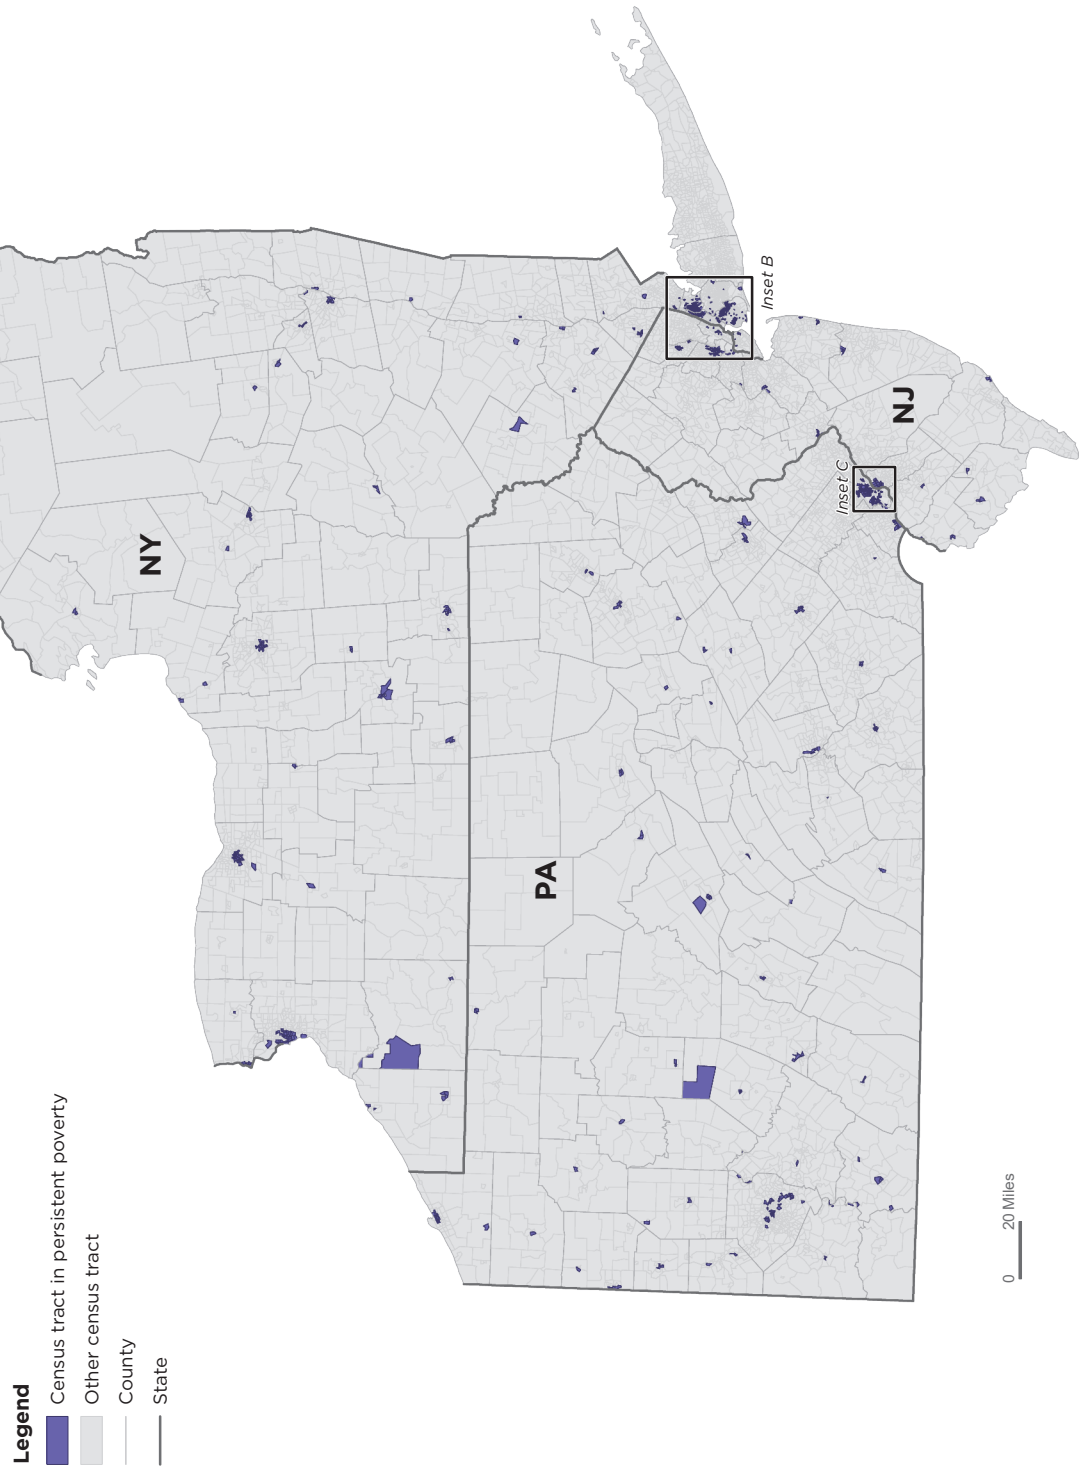 Legend
Census tract in persistent poverty
Other census tract
County
State
NY
PA
NJ
Inset B
Inset C
0 20 Miles